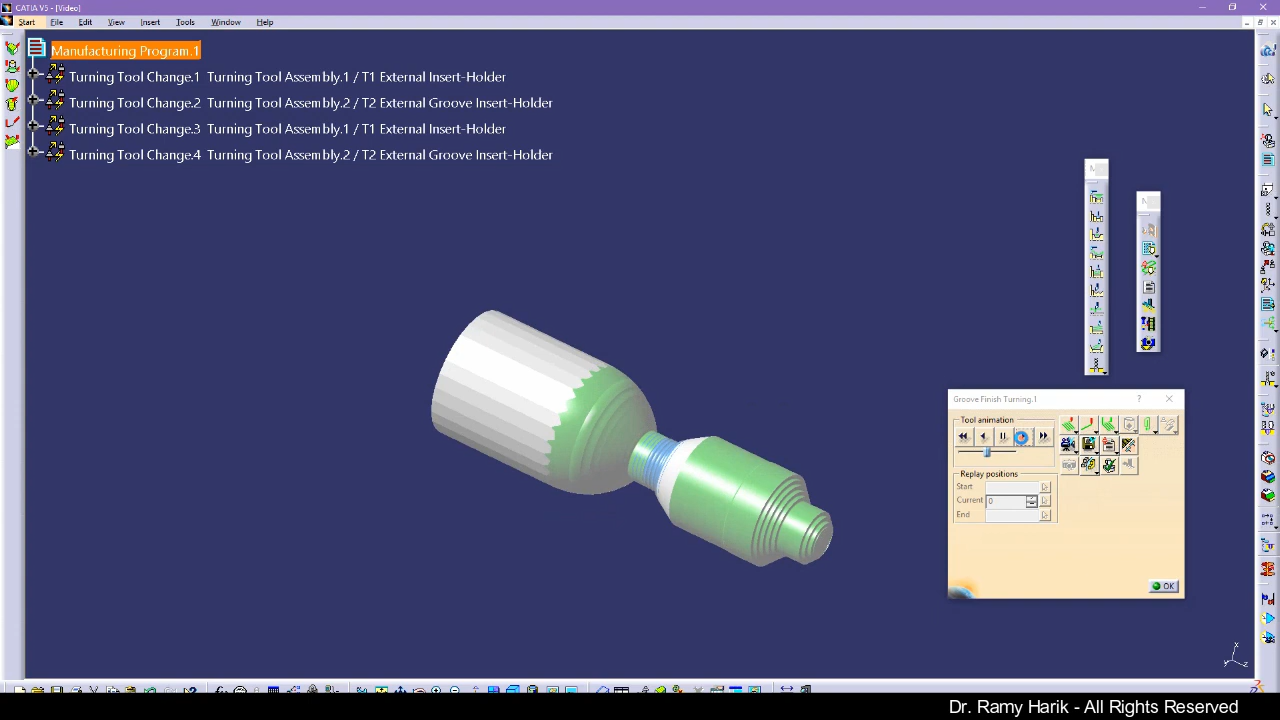 CATIA V5 - [Video]
Start File Edit View Insert Tools Window Help
Manufacturing Program.1
Turning Tool Change.1 Turning Tool Assembly.1 / T1 External Insert-Holder
Turning Tool Change.2 Turning Tool Assembly.2 / T2 External Groove Insert-Holder
Turning Tool Change.3 Turning Tool Assembly.1 / T1 External Insert-Holder
Turning Tool Change.4 Turning Tool Assembly.2 / T2 External Groove Insert-Holder
Groove Finish Turning.1
Tool animation
Replay positions
Start
Current 0
End
OK
Dr. Ramy Harik - All Rights Reserved